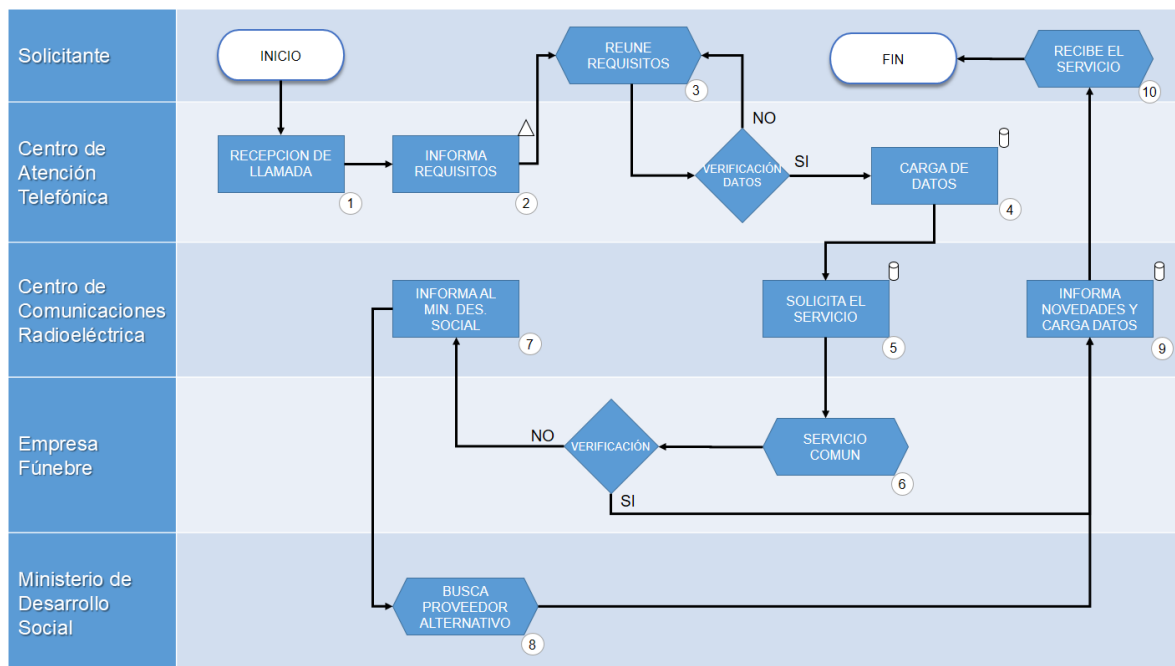 Solicitante
INICIO
REUNE
REQUISITOS
3
FIN
RECIBE EL
SERVICIO
10
Centro de
Atención
Telefónica
RECEPCION DE
LLAMADA
1
INFORMA
REQUISITOS
2
NO
VERIFICACIÓN
DATOS
SI
CARGA DE
DATOS
4
Centro de
Comunicaciones
Radioeléctrica
INFORMA AL
MIN. DES.
SOCIAL
7
SOLICITA EL
SERVICIO
5
INFORMA
NOVEDADES Y
CARGA DATOS
9
Empresa
Fúnebre
NO
VERIFICACIÓN
SI
SERVICIO
COMUN
6
Ministerio de
Desarrollo
Social
BUSCA
PROVEEDOR
ALTERNATIVO
8